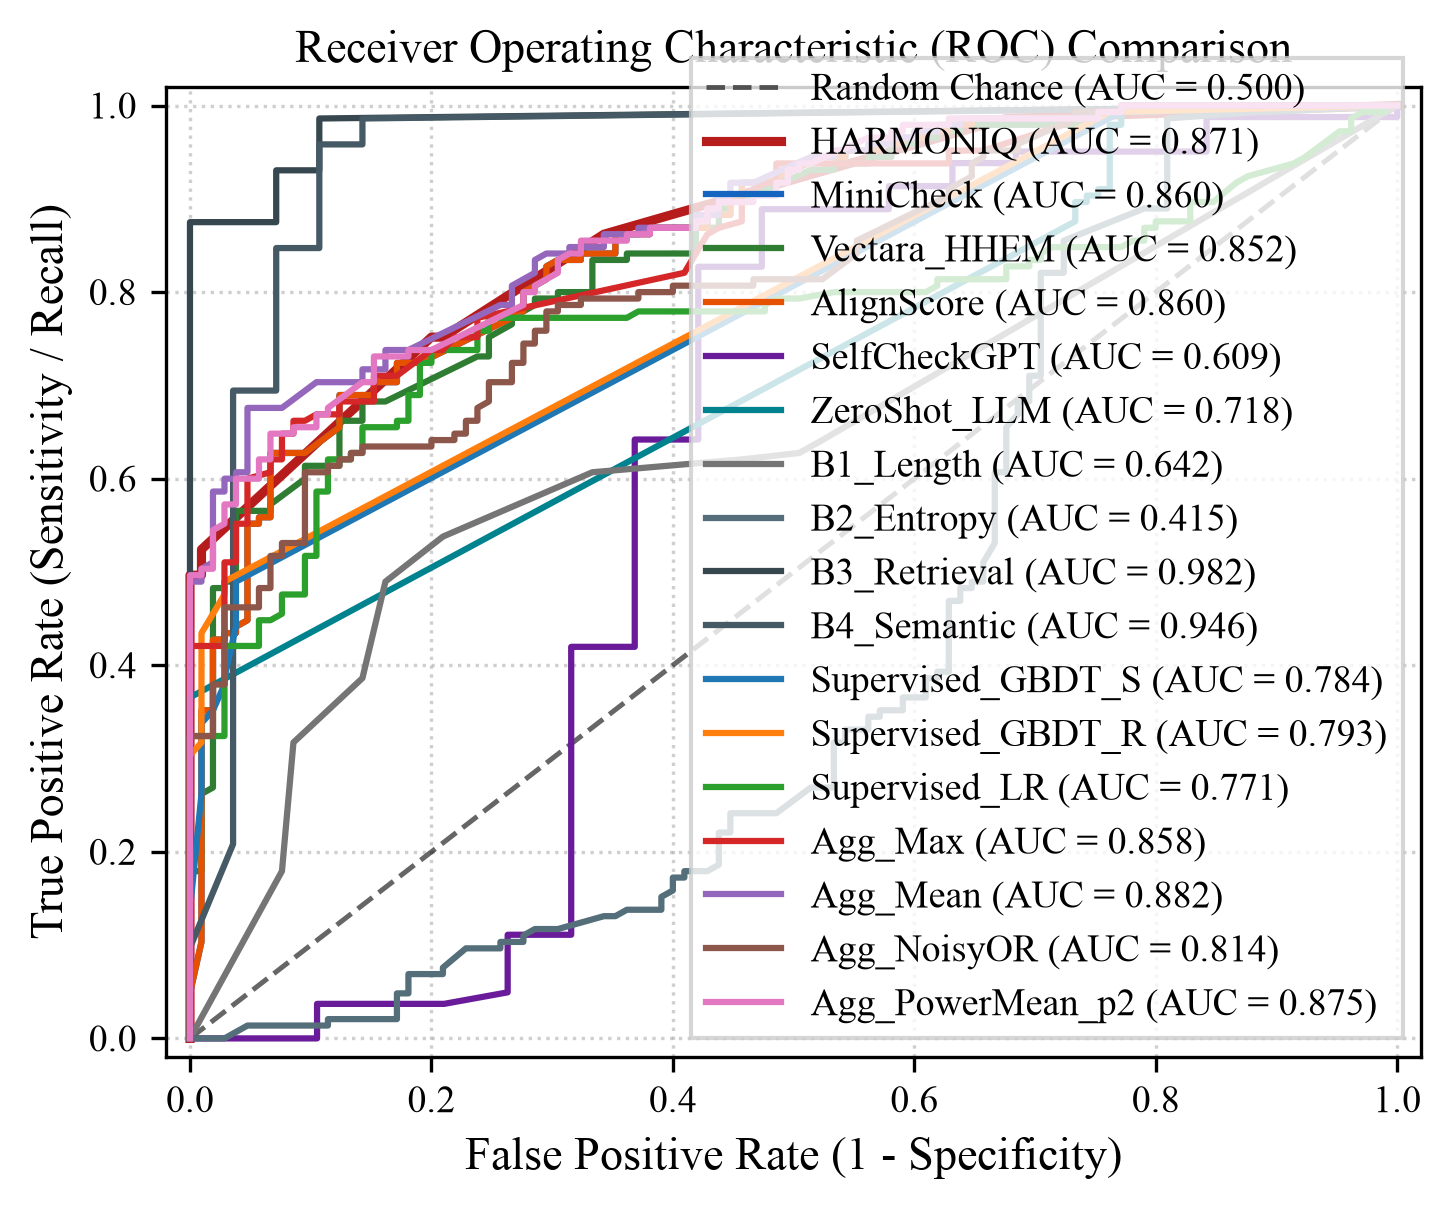 Receiver Operating Characteristic (ROC) Comparison
True Positive Rate (Sensitivity / Recall)
1.0
0.8
0.6
0.4
0.2
0.0
Random Chance (AUC = 0.500)
HARMONIQ (AUC = 0.871)
MiniCheck (AUC = 0.860)
Vectara_HHEM (AUC = 0.852)
AlignScore (AUC = 0.860)
SelfCheckGPT (AUC = 0.609)
ZeroShot_LLM (AUC = 0.718)
B1_Length (AUC = 0.642)
B2_Entropy (AUC = 0.415)
B3_Retrieval (AUC = 0.982)
B4_Semantic (AUC = 0.946)
Supervised_GBDT_S (AUC = 0.784)
Supervised_GBDT_R (AUC = 0.793)
Supervised_LR (AUC = 0.771)
Agg_Max (AUC = 0.858)
Agg_Mean (AUC = 0.882)
Agg_NoisyOR (AUC = 0.814)
Agg_PowerMean_p2 (AUC = 0.875)
0.0 0.2 0.4 0.6 0.8 1.0
False Positive Rate (1 - Specificity)